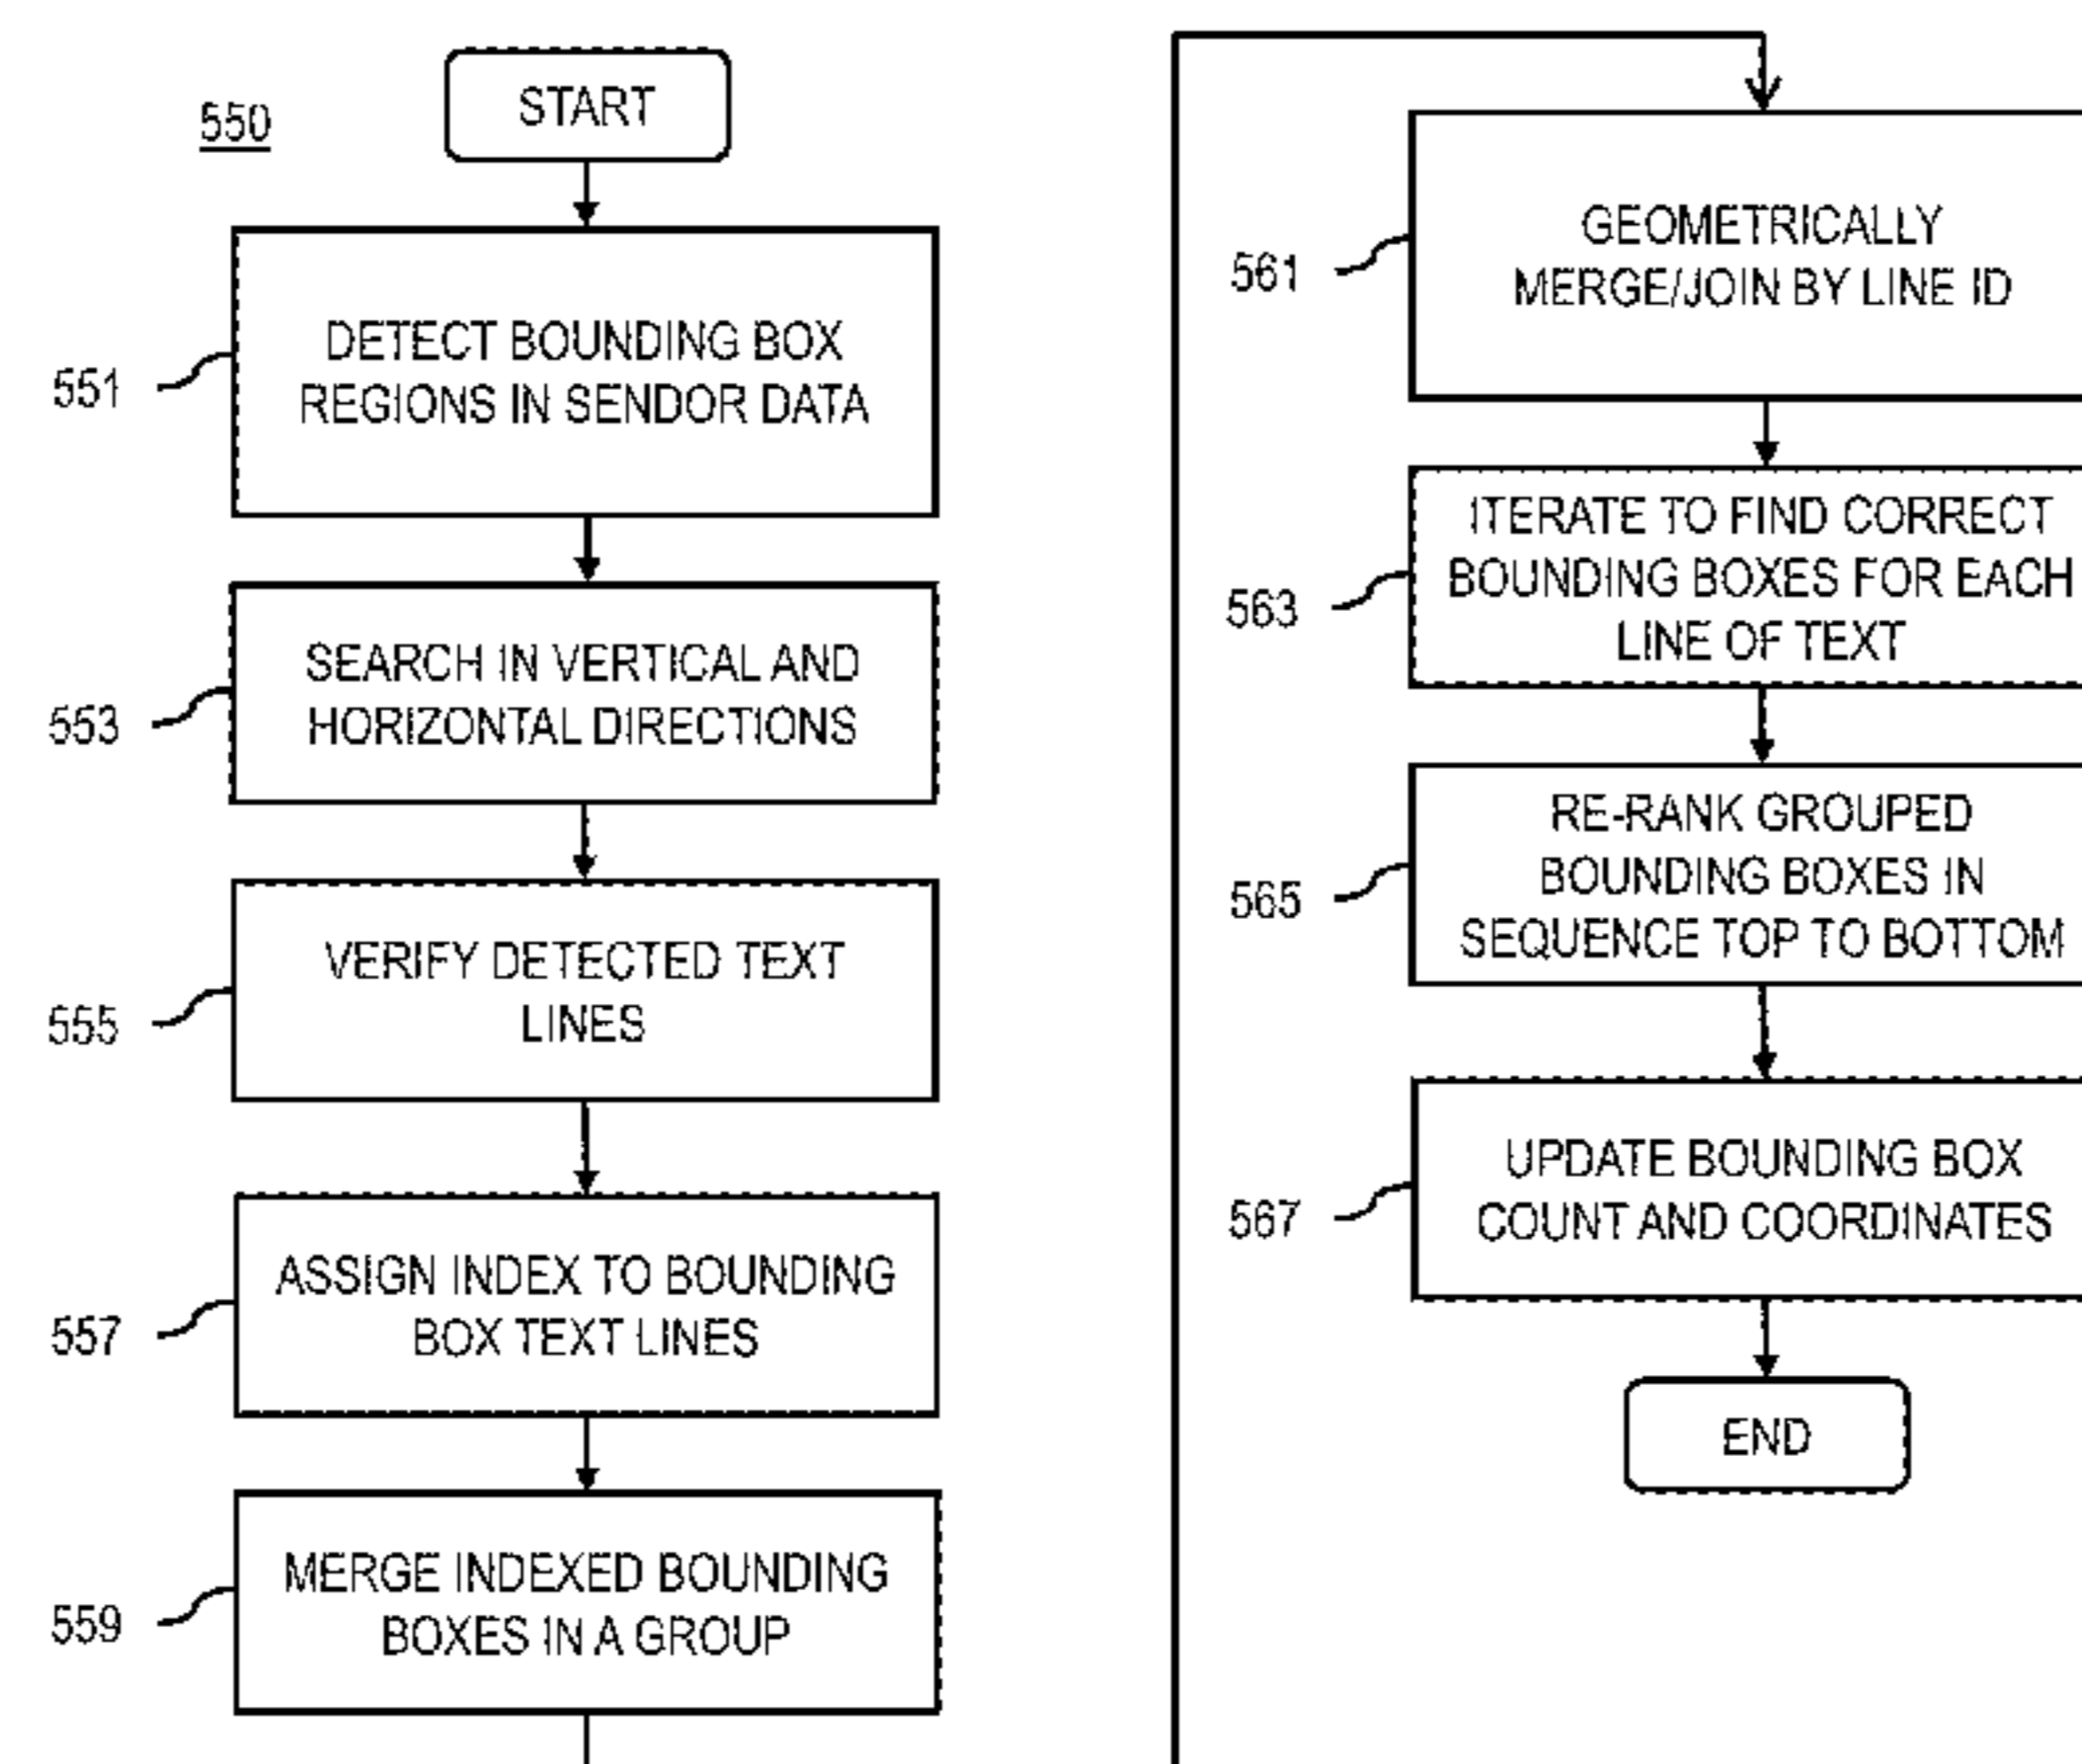 550
START
551
DETECT BOUNDING BOX
REGIONS IN SENDOR DATA
553
SEARCH IN VERTICAL AND
HORIZONTAL DIRECTIONS
555
VERIFY DETECTED TEXT
LINES
557
ASSIGN INDEX TO BOUNDING
BOX TEXT LINES
559
MERGE INDEXED BOUNDING
BOXES IN A GROUP
561
GEOMETRICALLY
MERGE/JOIN BY LINE ID
563
ITERATE TO FIND CORRECT
BOUNDING BOXES FOR EACH
LINE OF TEXT
565
RE-RANK GROUPED
BOUNDING BOXES IN
SEQUENCE TOP TO BOTTOM
567
UPDATE BOUNDING BOX
COUNT AND COORDINATES
END